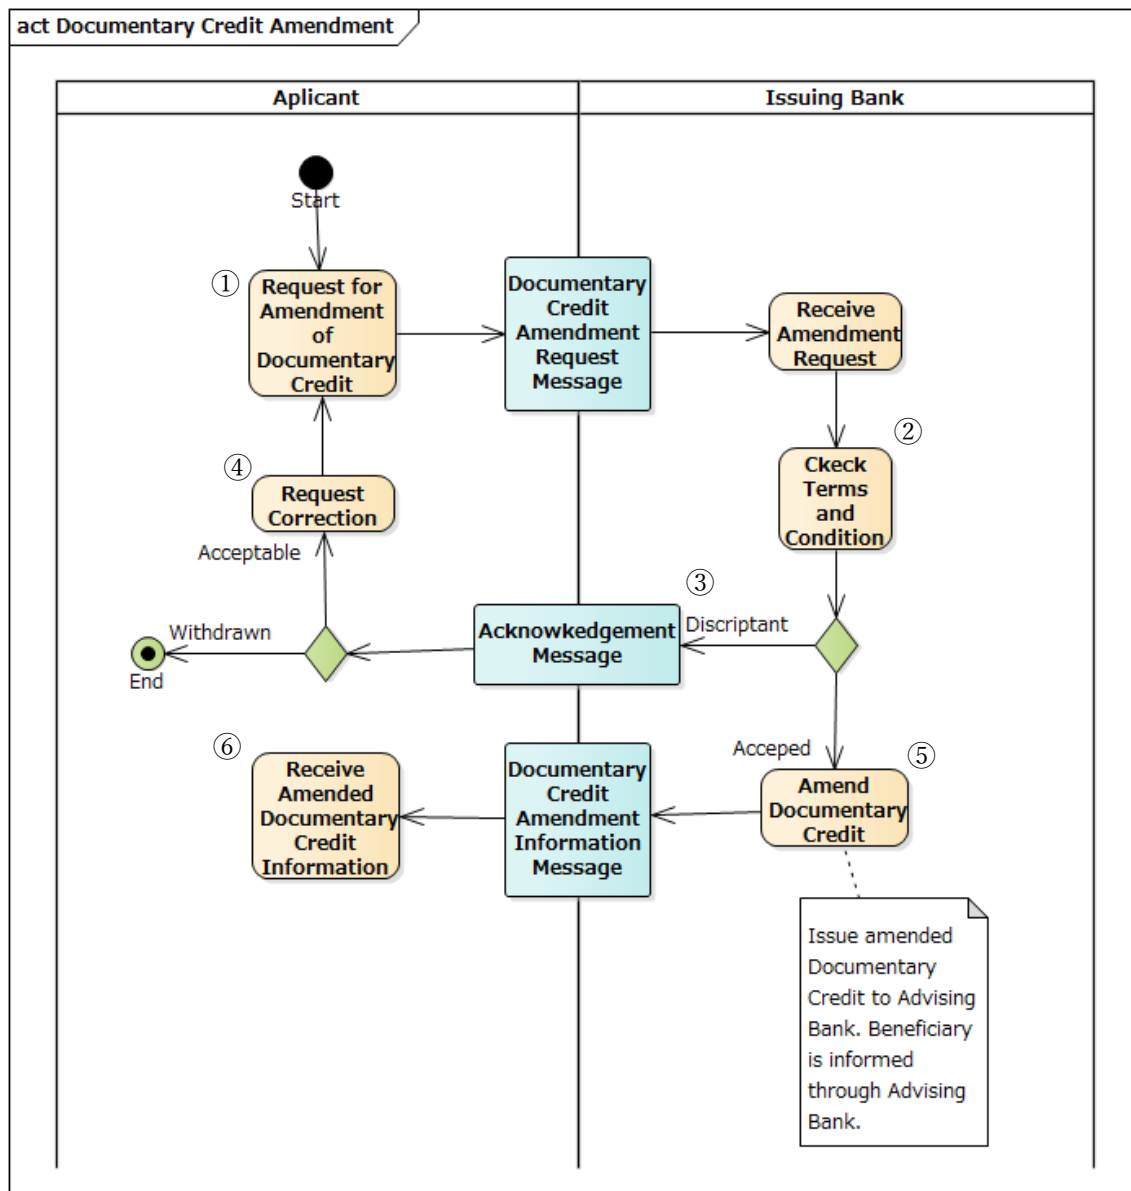 act Documentary Credit Amendment
Aplicant
Issuing Bank
Start
①
Request for
Amendment
of
Documentary
Credit
Documentary
Credit
Amendment
Request
Message
Receive
Amendment
Request
②
Ckeck
Terms
and
Condition
④
Request
Correction
Acceptable
③
Discriptant
Acknowkedgement
Message
Withdrawn
End
⑥
Receive
Amended
Documentary
Credit
Information
Documentary
Credit
Amendment
Information
Message
Acceped
⑤
Amend
Documentary
Credit
Issue amended
Documentary
Credit to Advising
Bank. Beneficiary
is informed
through Advising
Bank.